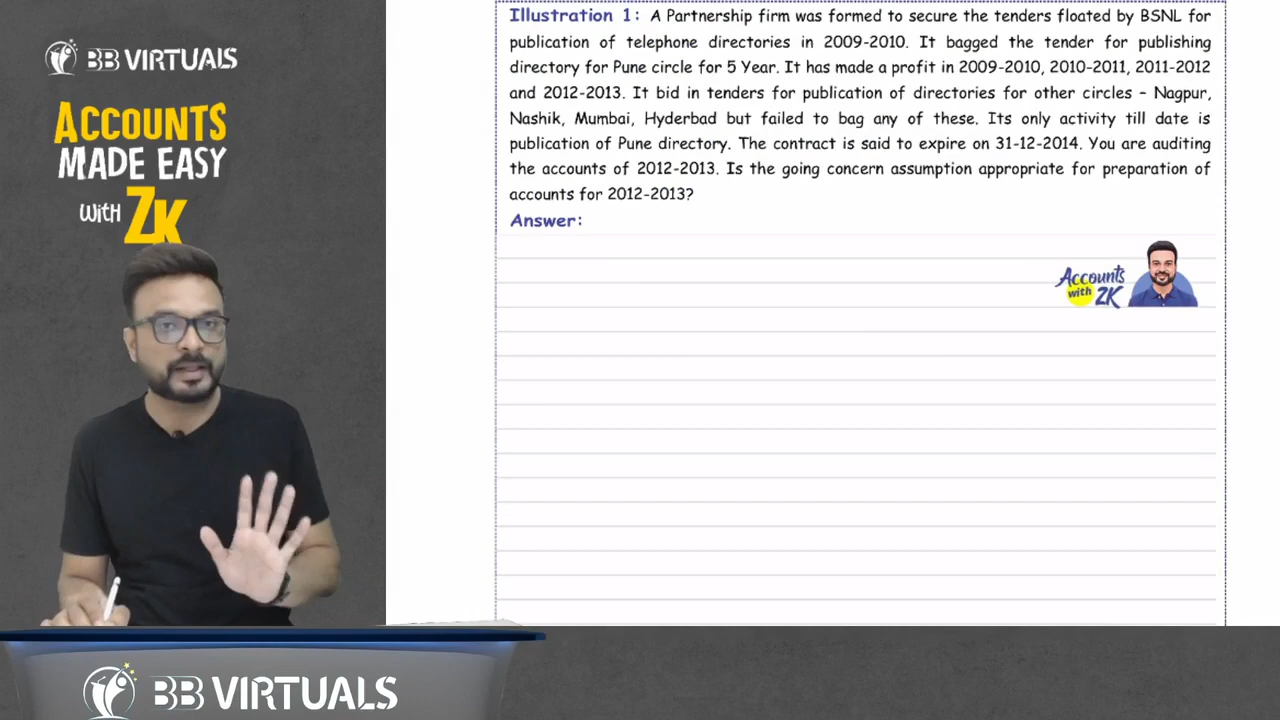 BB VIRTUALS
ACCOUNTS
MADE EASY
with ZK
Illustration 1: A Partnership firm was formed to secure the tenders floated by BSNL for
publication of telephone directories in 2009-2010. It bagged the tender for publishing
directory for Pune circle for 5 Year. It has made a profit in 2009-2010, 2010-2011, 2011-2012
and 2012-2013. It bid in tenders for publication of directories for other circles – Nagpur,
Nashik, Mumbai, Hyderbad but failed to bag any of these. Its only activity till date is
publication of Pune directory. The contract is said to expire on 31-12-2014. You are auditing
the accounts of 2012-2013. Is the going concern assumption appropriate for preparation of
accounts for 2012-2013?
Answer:
Accounts
with ZK
BB VIRTUALS